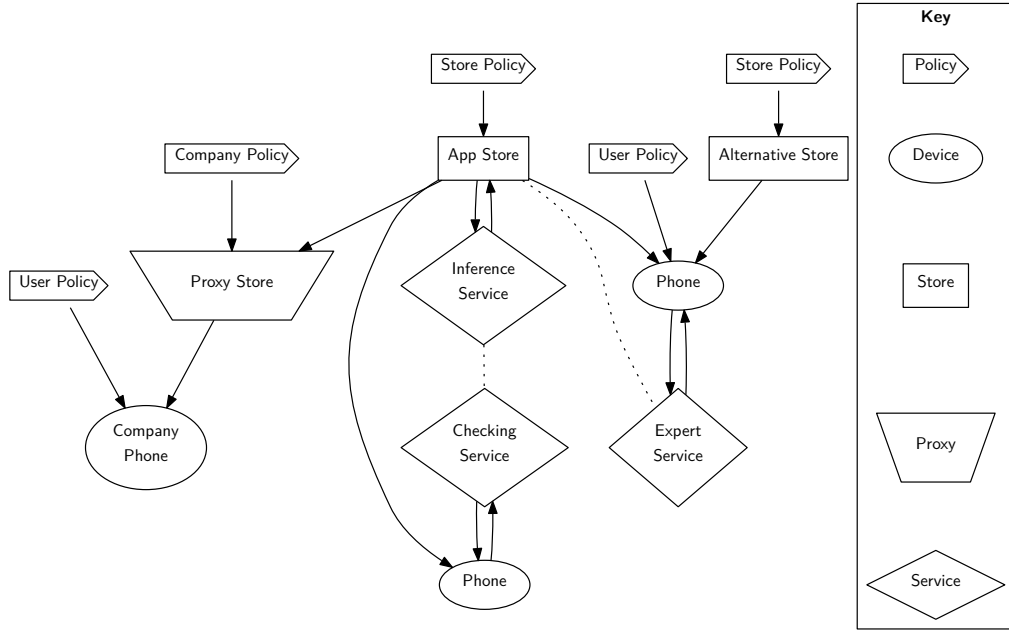 Key
Store Policy
Store Policy
Policy
Company Policy
App Store
User Policy
Alternative Store
Device
User Policy
Proxy Store
Inference
Service
Phone
Store
Company
Phone
Checking
Service
Expert
Service
Proxy
Phone
Service